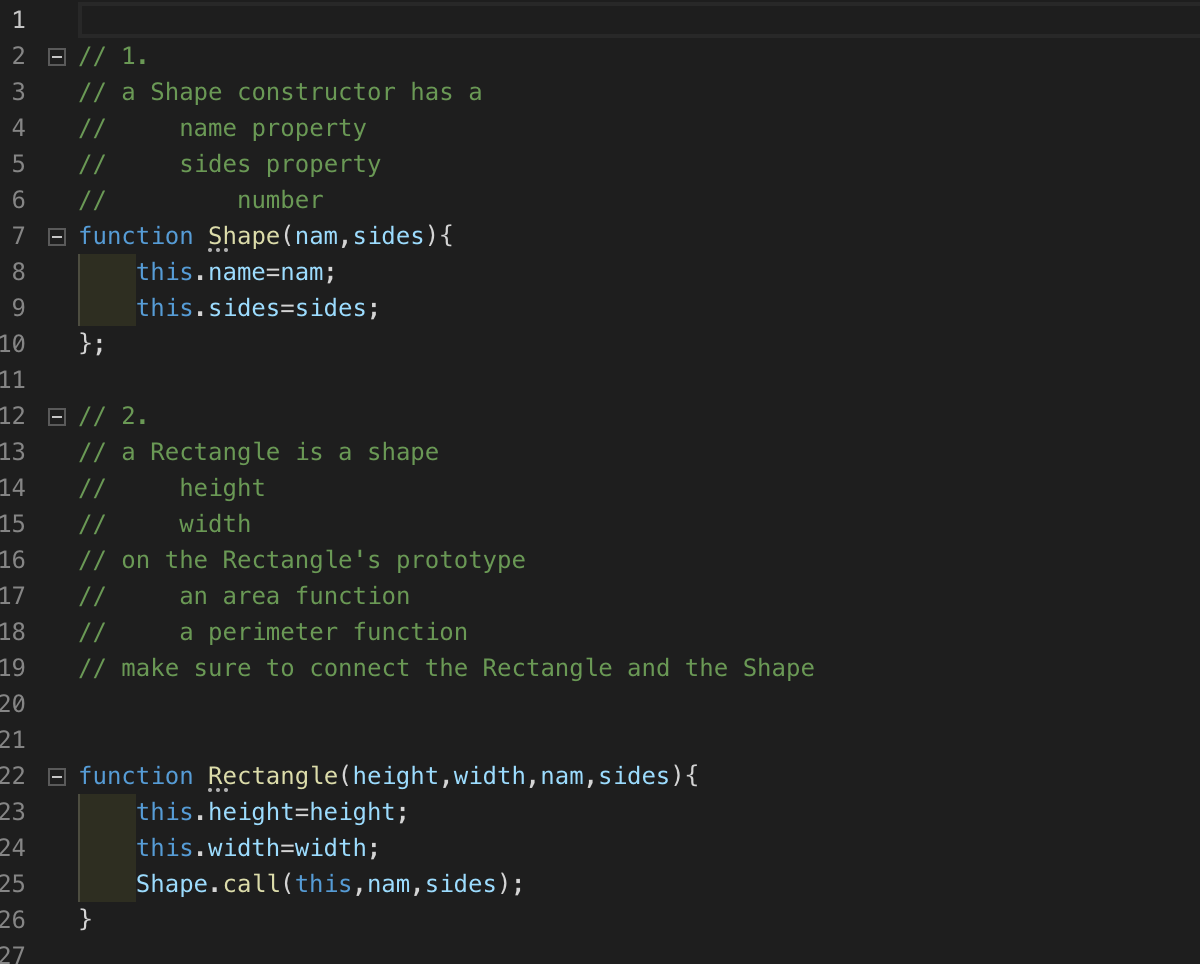 1
2 // 1.
3 // a Shape constructor has a
4 //     name property
5 //     sides property
6 //         number
7 function Shape(nam,sides){
8     this.name=nam;
9     this.sides=sides;
10 };
11
12 // 2.
13 // a Rectangle is a shape
14 //     height
15 //     width
16 // on the Rectangle's prototype
17 //     an area function
18 //     a perimeter function
19 // make sure to connect the Rectangle and the Shape
20
21
22 function Rectangle(height,width,nam,sides){
23     this.height=height;
24     this.width=width;
25     Shape.call(this,nam,sides);
26 }
27